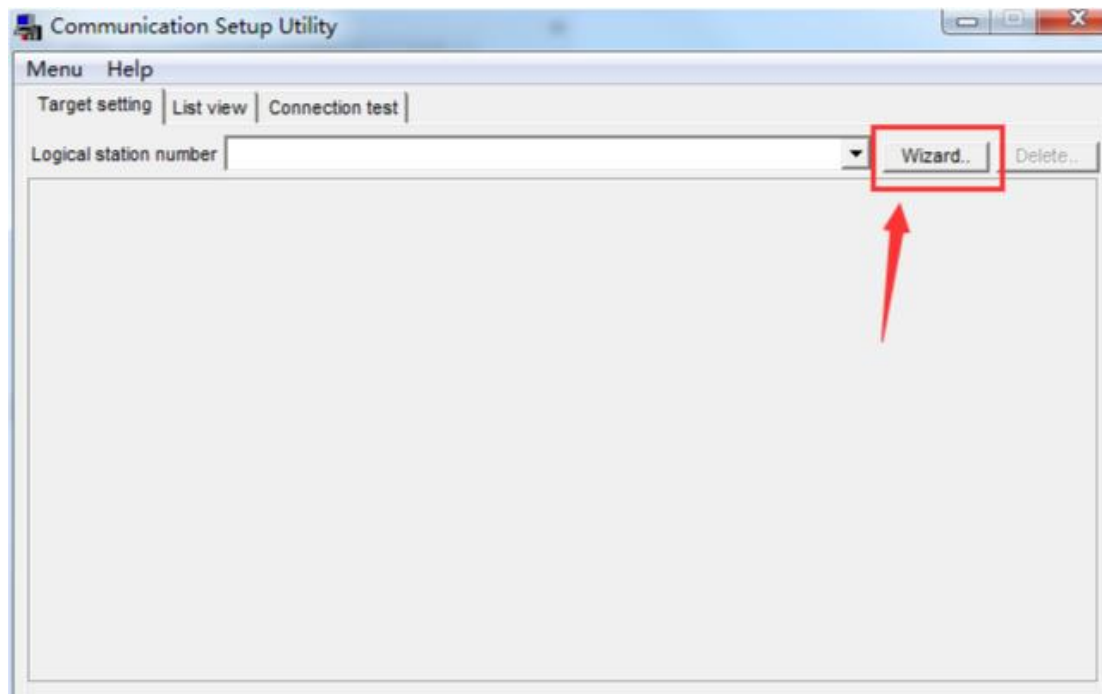 Communication Setup Utility
Menu Help
Target setting List view Connection test
Logical station number Wizard.. Delete..